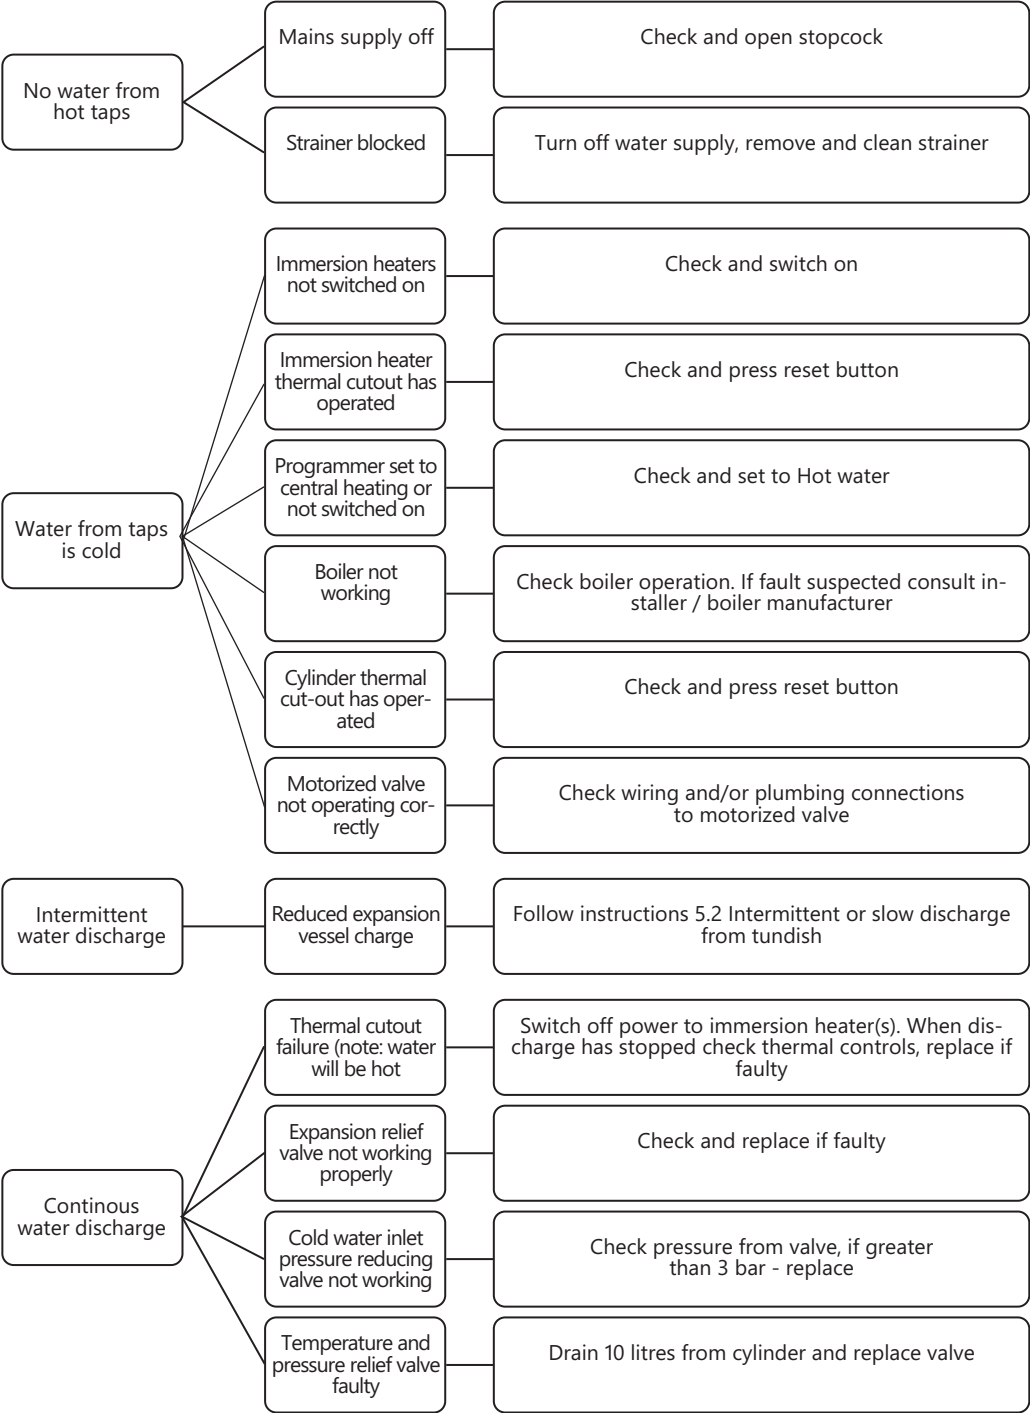 No water from
hot taps
Mains supply off
Check and open stopcock
Strainer blocked
Turn off water supply, remove and clean strainer
Water from taps
is cold
Immersion heaters
not switched on
Check and switch on
Immersion heater
thermal cutout has
operated
Check and press reset button
Programmer set to
central heating or
not switched on
Check and set to Hot water
Boiler not
working
Check boiler operation. If fault suspected consult in-
staller / boiler manufacturer
Cylinder thermal
cut-out has oper-
ated
Check and press reset button
Motorized valve
not operating cor-
rectly
Check wiring and/or plumbing connections
to motorized valve
Intermittent
water discharge
Reduced expansion
vessel charge
Follow instructions 5.2 Intermittent or slow discharge
from tundish
Continous
water discharge
Thermal cutout
failure (note: water
will be hot
Switch off power to immersion heater(s). When dis-
charge has stopped check thermal controls, replace if
faulty
Expansion relief
valve not working
properly
Check and replace if faulty
Cold water inlet
pressure reducing
valve not working
Check pressure from valve, if greater
than 3 bar - replace
Temperature and
pressure relief valve
faulty
Drain 10 litres from cylinder and replace valve